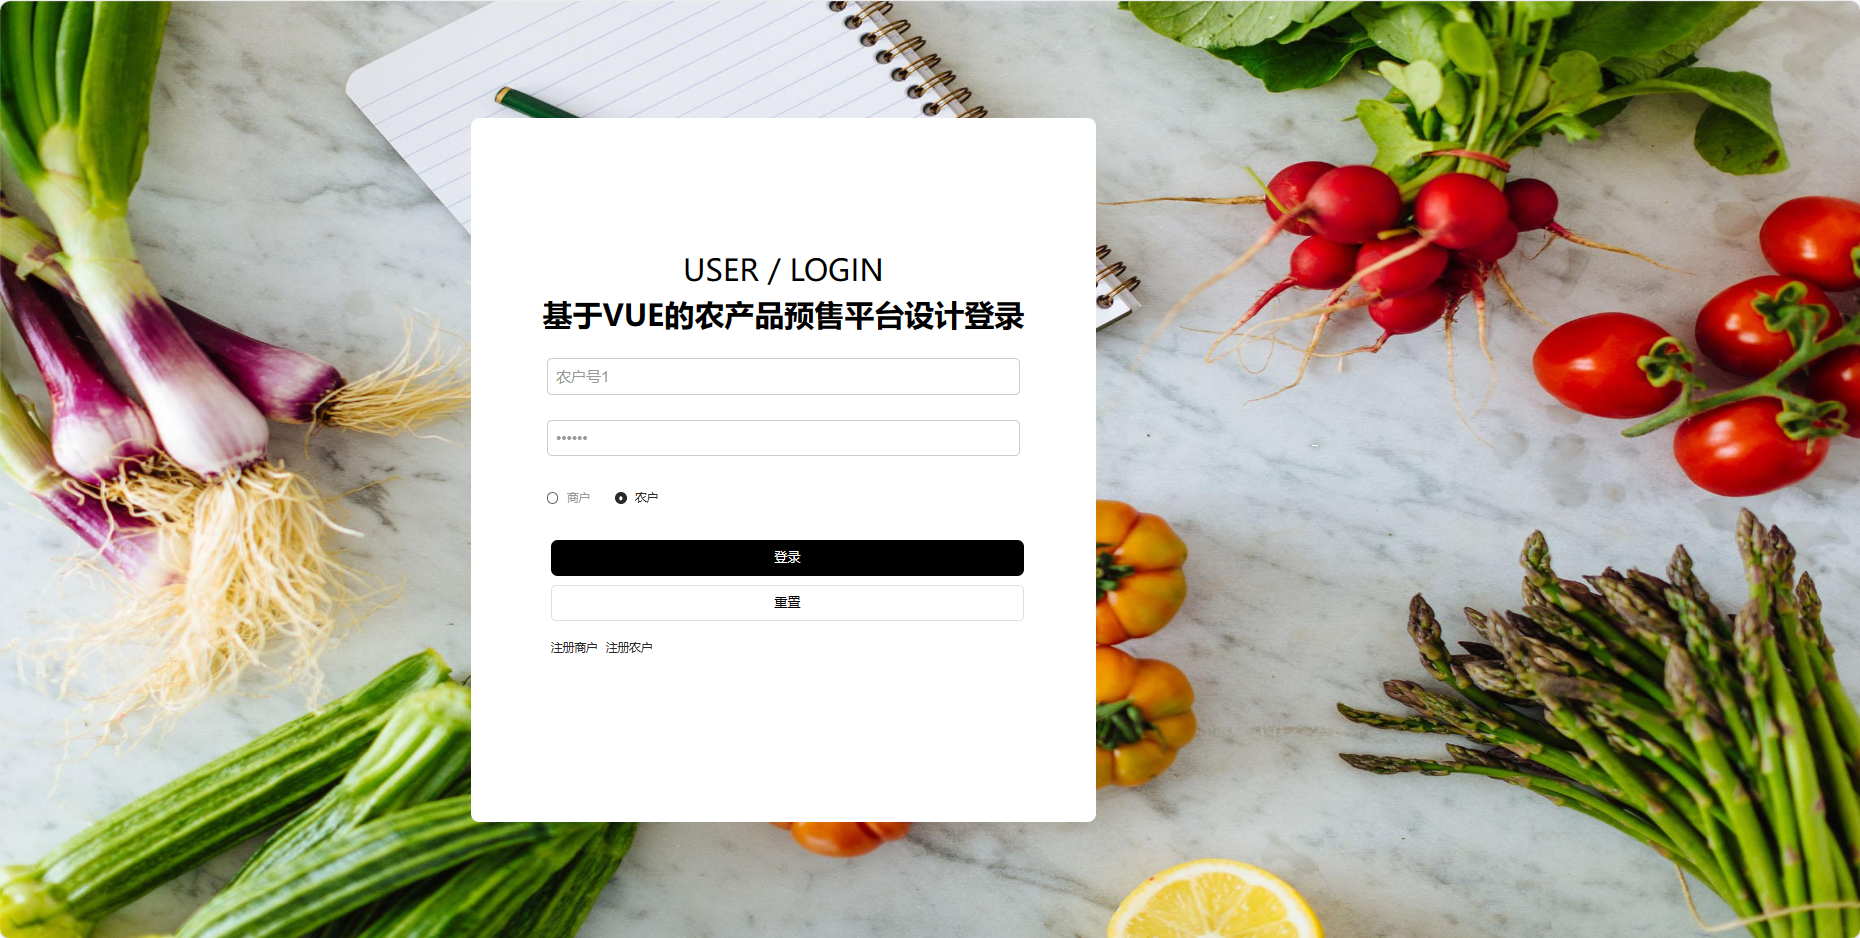 USER / LOGIN
基于VUE的农产品预售平台设计登录
农户号1
••••••
商户 农户
登录
重置
注册商户 注册农户